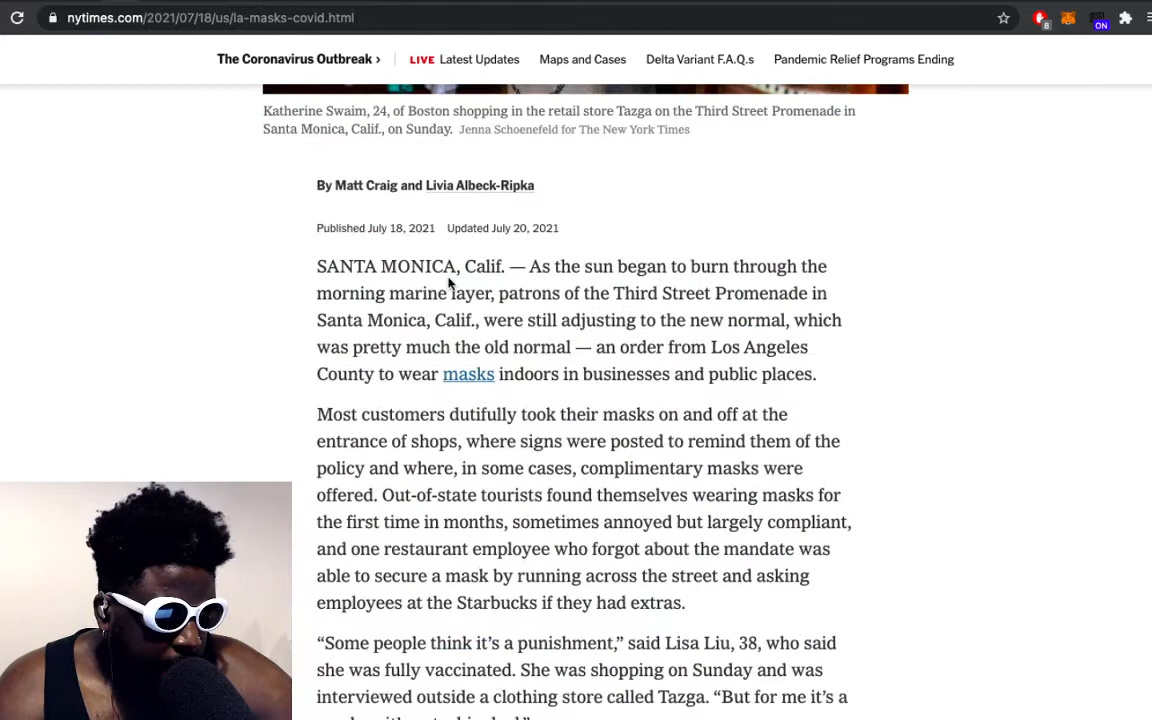 nytimes.com/2021/07/18/us/la-masks-covid.html
8
ON
The Coronavirus Outbreak › LIVE Latest Updates Maps and Cases Delta Variant F.A.Q.s Pandemic Relief Programs Ending
Katherine Swaim, 24, of Boston shopping in the retail store Tazga on the Third Street Promenade in
Santa Monica, Calif., on Sunday. Jenna Schoenefeld for The New York Times
By Matt Craig and Livia Albeck-Ripka
Published July 18, 2021 Updated July 20, 2021
SANTA MONICA, Calif. — As the sun began to burn through the
morning marine layer, patrons of the Third Street Promenade in
Santa Monica, Calif., were still adjusting to the new normal, which
was pretty much the old normal — an order from Los Angeles
County to wear masks indoors in businesses and public places.
Most customers dutifully took their masks on and off at the
entrance of shops, where signs were posted to remind them of the
policy and where, in some cases, complimentary masks were
offered. Out-of-state tourists found themselves wearing masks for
the first time in months, sometimes annoyed but largely compliant,
and one restaurant employee who forgot about the mandate was
able to secure a mask by running across the street and asking
employees at the Starbucks if they had extras.
“Some people think it’s a punishment,” said Lisa Liu, 38, who said
she was fully vaccinated. She was shopping on Sunday and was
interviewed outside a clothing store called Tazga. “But for me it’s a